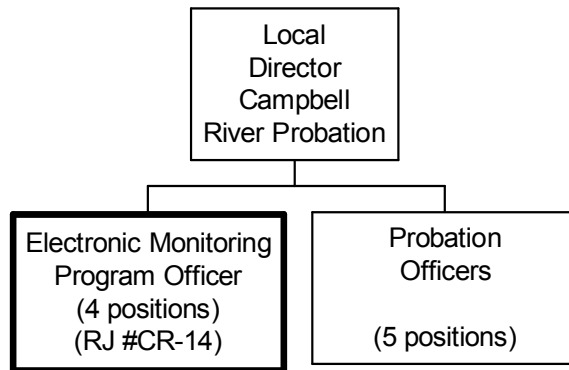 Local
Director
Campbell
River Probation
Electronic Monitoring
Program Officer
(4 positions)
(RJ #CR-14)
Probation
Officers
(5 positions)